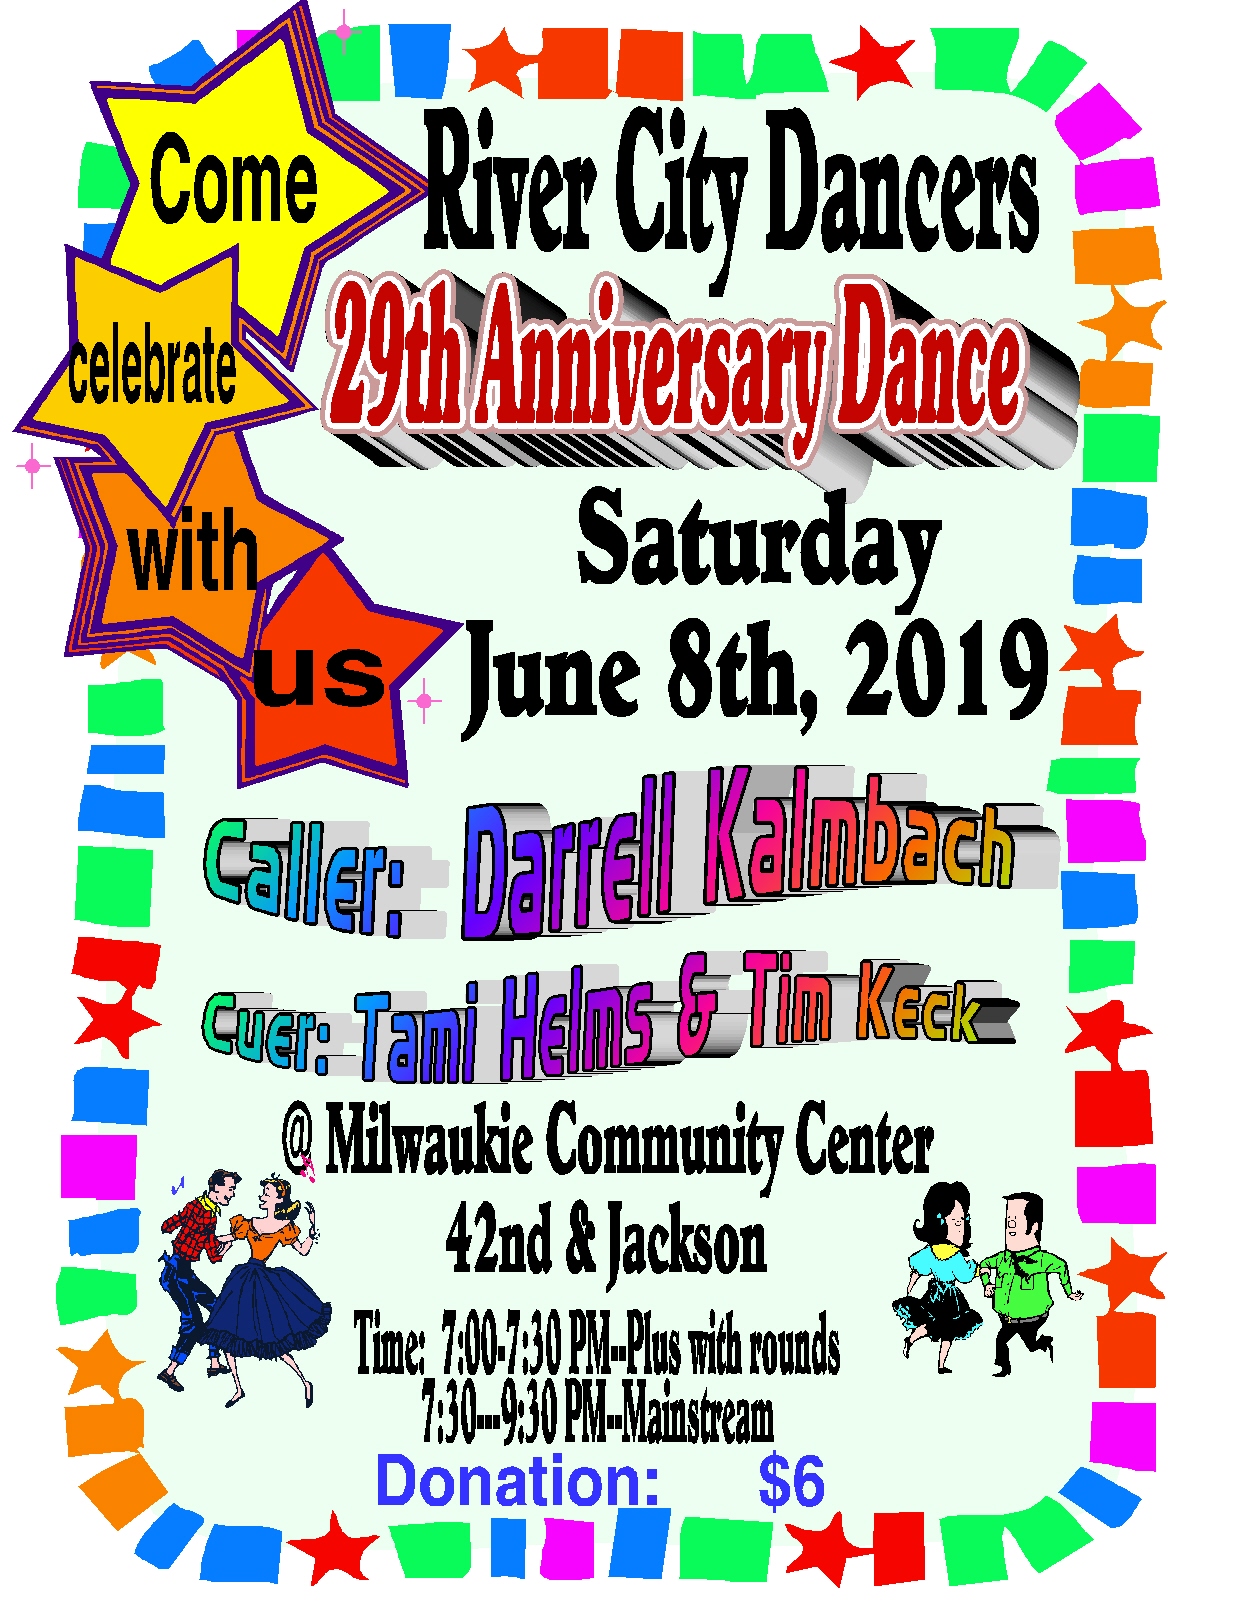 Come
celebrate
with
us
River City Dancers
29th Anniversary Dance
Saturday
June 8th, 2019
Caller: Darrell Kalmbach
Cuer: Tami Helms & Tim Keck
@ Milwaukie Community Center
42nd & Jackson
Time: 7:00-7:30 PM--Plus with rounds
7:30---9:30 PM--Mainstream
Donation: $6